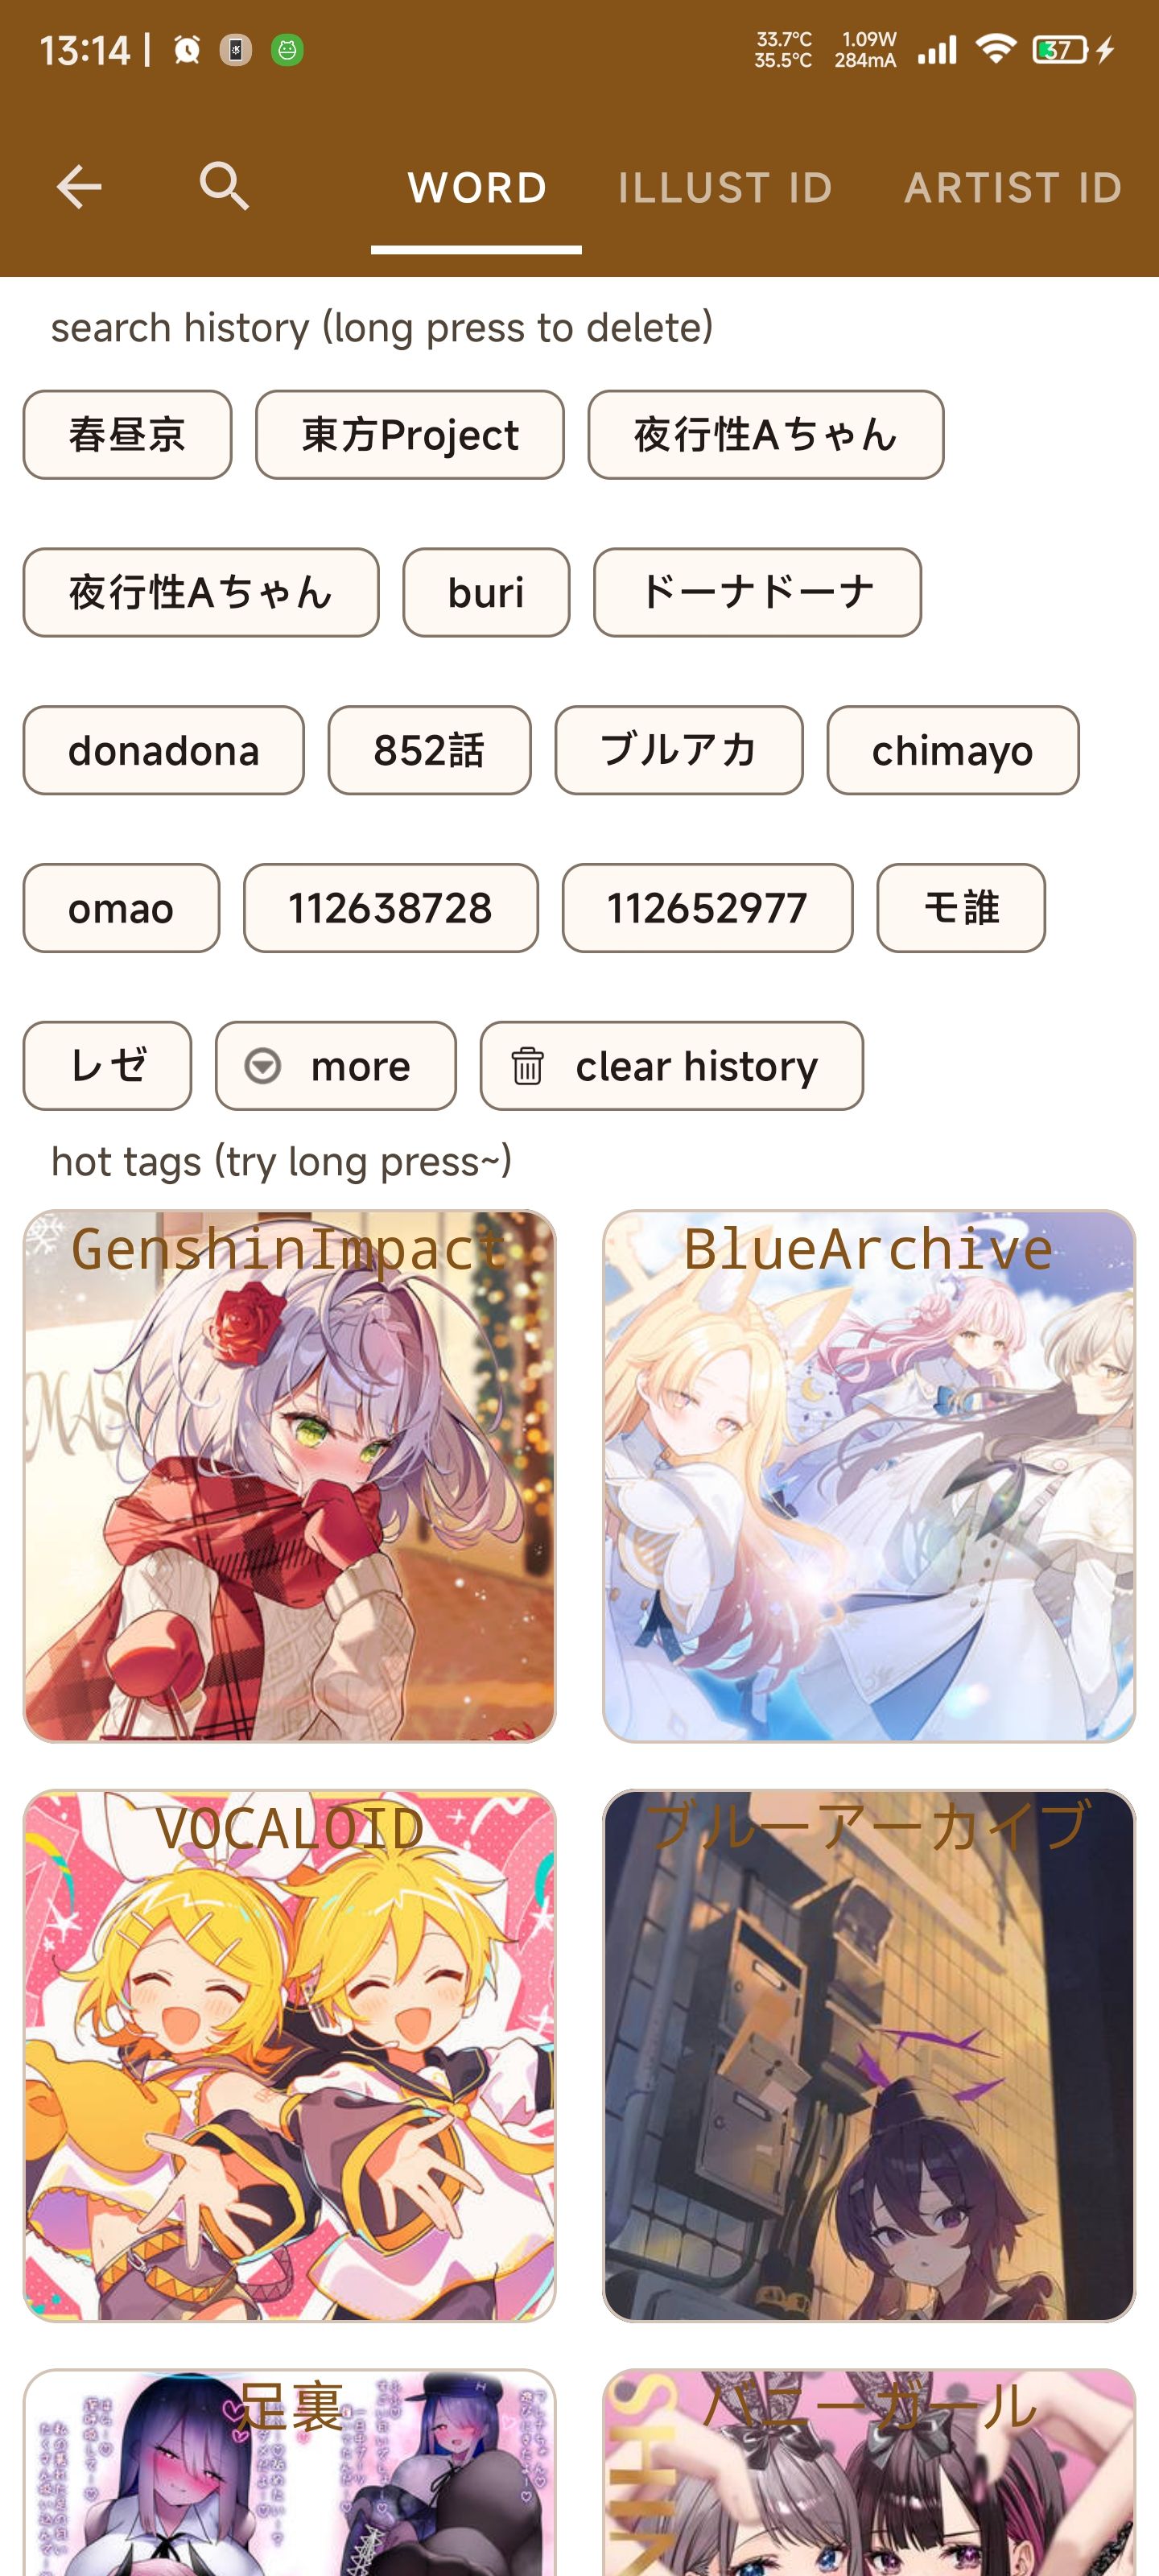 13:14 |
33.7°C 1.09W
35.5°C 284mA
37
WORD ILLUST ID ARTIST ID
search history (long press to delete)
春昼京 東方Project 夜行性Aちゃん
夜行性Aちゃん buri ドーナドーナ
donadona 852話 ブルアカ chimayo
omao 112638728 112652977 モ誰
レゼ more clear history
hot tags (try long press~)
GenshinImpact BlueArchive
MAS
VOCALOID ブルーアーカイブ
足裏 バニーガール